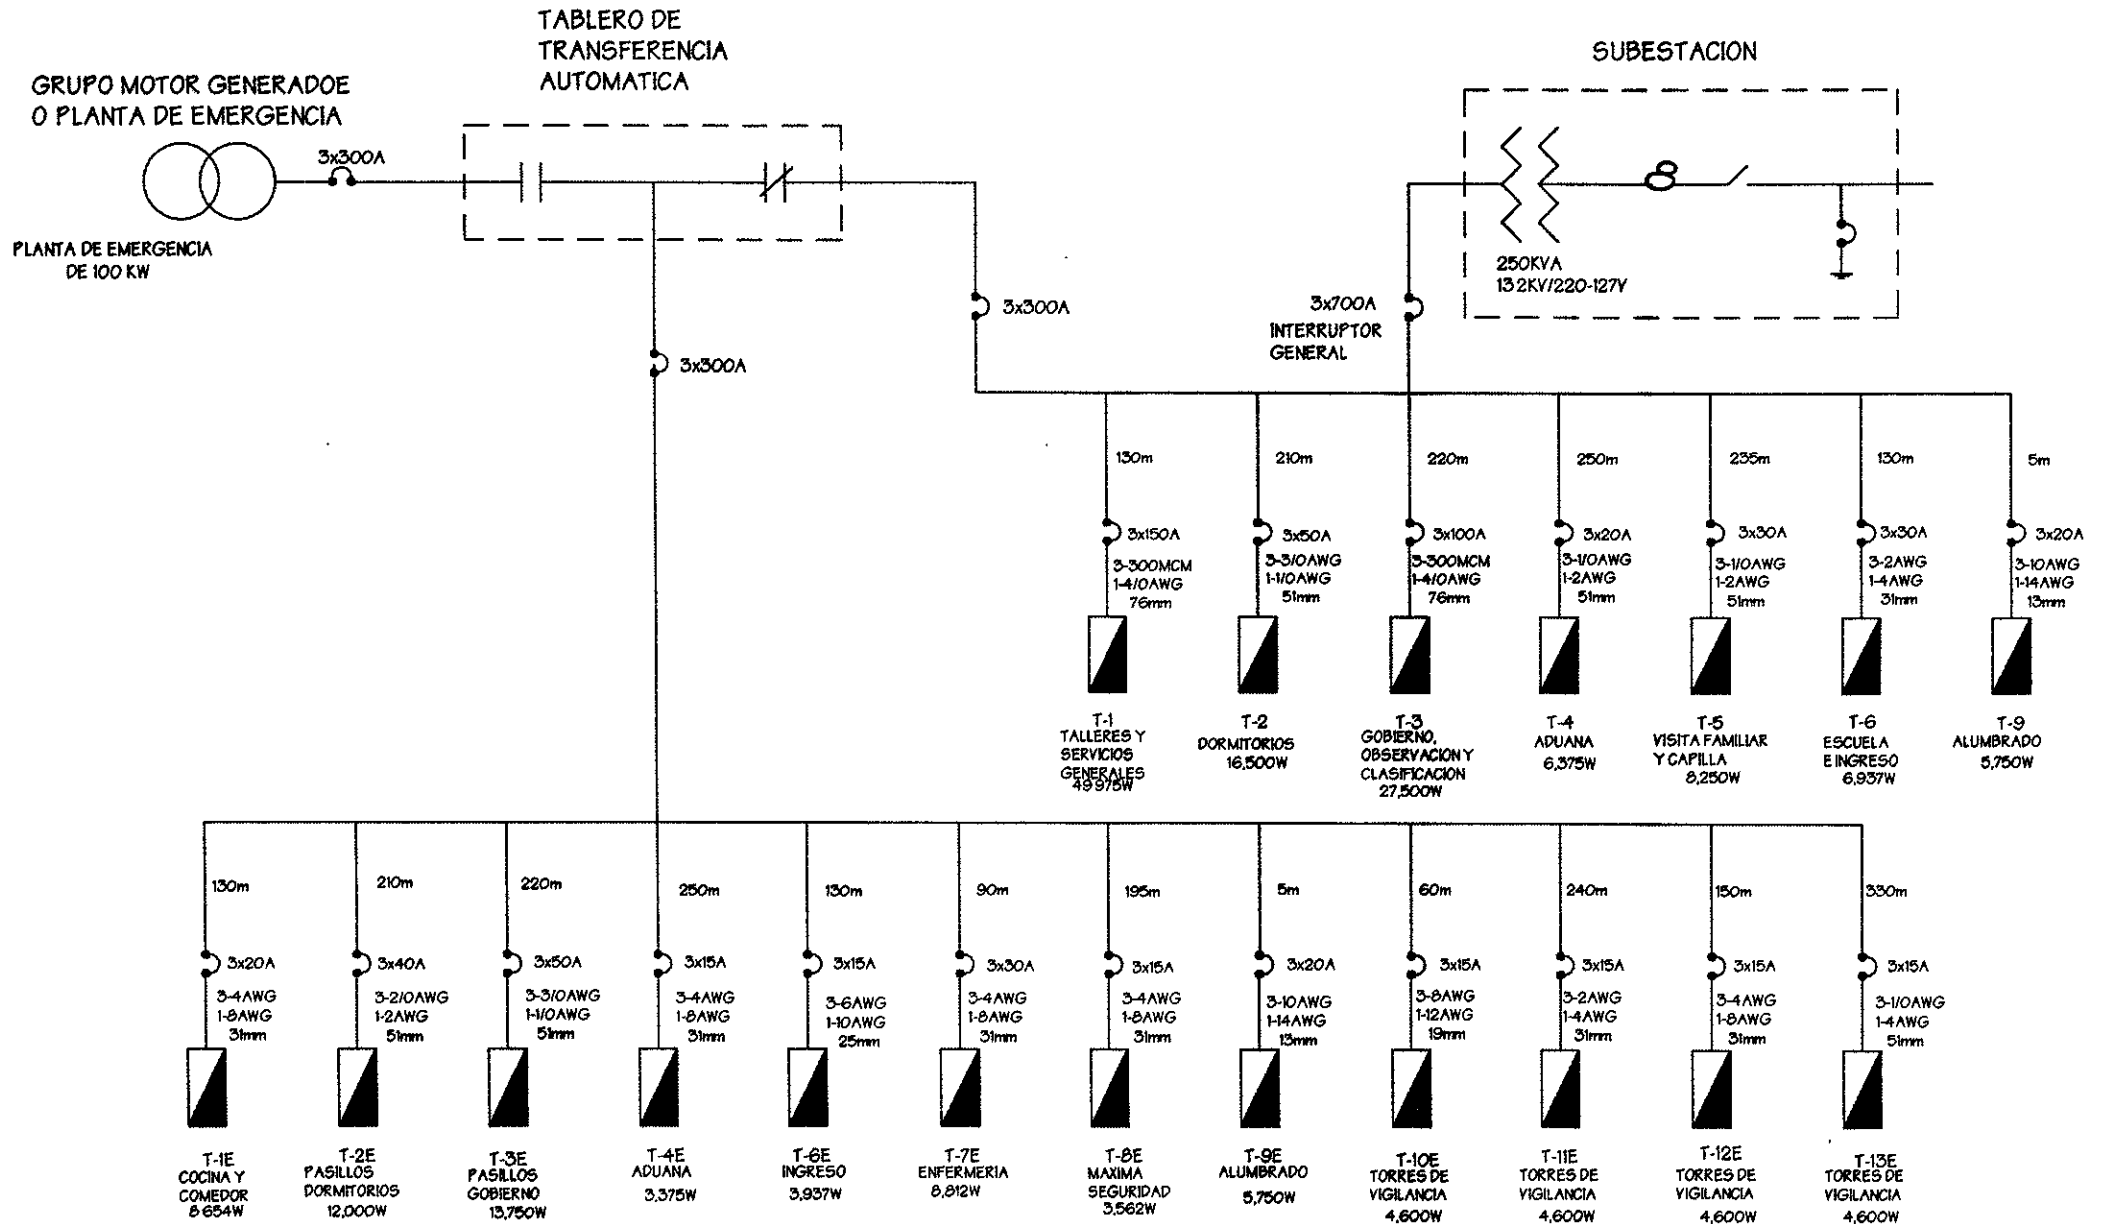 TABLERO DE
TRANSFERENCIA
AUTOMATICA
SUBESTACION
GRUPO MOTOR GENERADOE
O PLANTA DE EMERGENCIA
3x300A
PLANTA DE EMERGENCIA
DE 100 KW
250KVA
13 2KV/220-127V
3x300A
3x700A
INTERRUPTOR
GENERAL
3x300A
130m
210m
220m
250m
235m
130m
5m
3x150A
3-300MCM
1-4/0AWG
76mm
3x50A
3-3/0AWG
1-1/0AWG
51mm
3x100A
3-300MCM
1-4/0AWG
76mm
3x20A
3-1/0AWG
1-2AWG
51mm
3x30A
3-1/0AWG
1-2AWG
51mm
3x30A
3-2AWG
1-4AWG
31mm
3x20A
3-10AWG
1-14AWG
13mm
T-1
TALLERES Y
SERVICIOS
GENERALES
49 975W
T-2
DORMITORIOS
16,500W
T-3
GOBIERNO,
OBSERVACION Y
CLASIFICACION
27,500W
T-4
ADUANA
6,375W
T-5
VISITA FAMILIAR
Y CAPILLA
8,250W
T-6
ESCUELA
E INGRESO
6,937W
T-9
ALUMBRADO
5,750W
130m
210m
220m
250m
130m
90m
195m
5m
60m
240m
150m
330m
3x20A
3-4AWG
1-8AWG
31mm
3x40A
3-2/0AWG
1-2AWG
51mm
3x50A
3-3/0AWG
1-1/0AWG
51mm
3x15A
3-4AWG
1-8AWG
31mm
3x15A
3-6AWG
1-10AWG
25mm
3x30A
3-4AWG
1-8AWG
31mm
3x15A
3-4AWG
1-8AWG
31mm
3x20A
3-10AWG
1-14AWG
13mm
3x15A
3-8AWG
1-12AWG
19mm
3x15A
3-2AWG
1-4AWG
31mm
3x15A
3-4AWG
1-8AWG
31mm
3x15A
3-1/0AWG
1-4AWG
51mm
T-1E
COCINA Y
COMEDOR
8 654W
T-2E
PASILLOS
DORMITORIOS
12,000W
T-3E
PASILLOS
GOBIERNO
13,750W
T-4E
ADUANA
3,375W
T-6E
INGRESO
3,937W
T-7E
ENFERMERIA
8,812W
T-8E
MAXIMA
SEGURIDAD
3,562W
T-9E
ALUMBRADO
5,750W
T-10E
TORRES DE
VIGILANCIA
4,600W
T-11E
TORRES DE
VIGILANCIA
4,600W
T-12E
TORRES DE
VIGILANCIA
4,600W
T-13E
TORRES DE
VIGILANCIA
4,600W